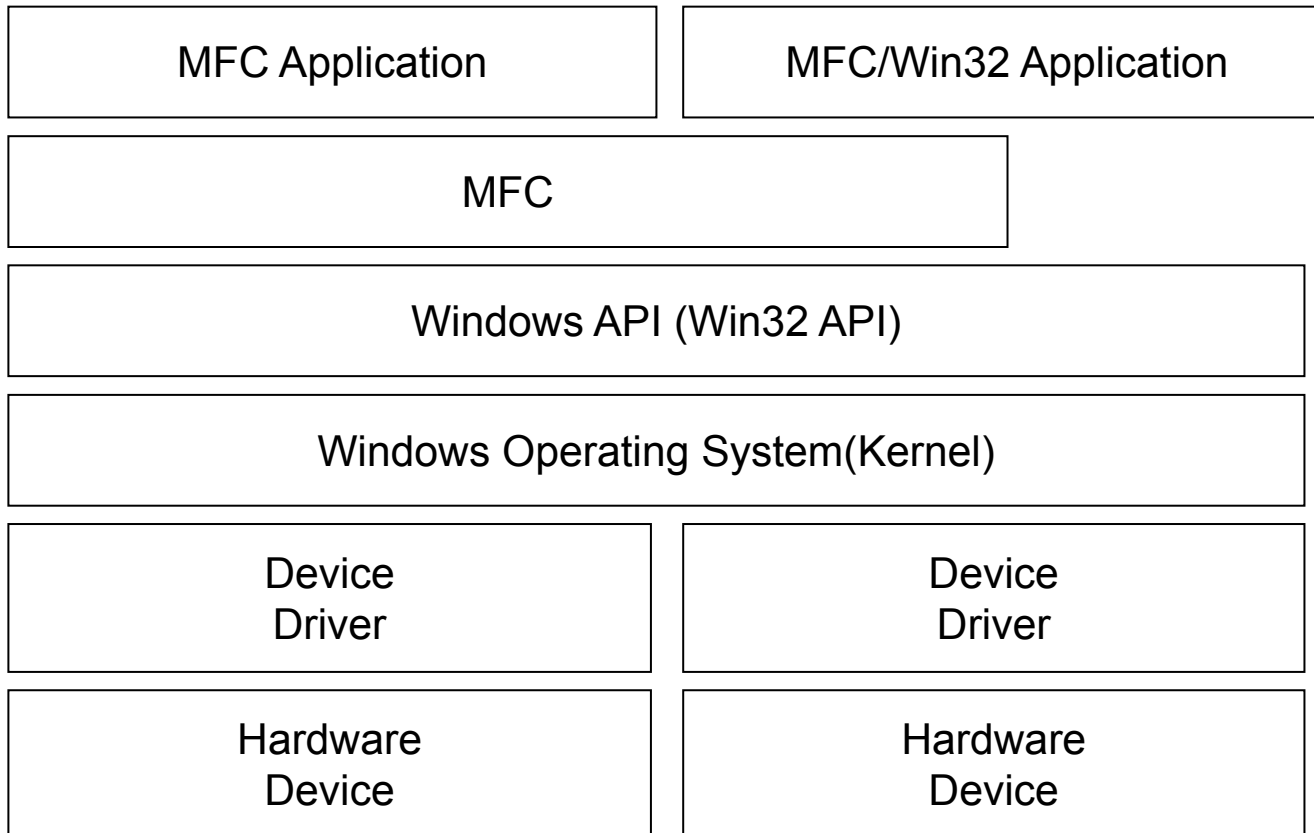 MFC Application
MFC/Win32 Application
MFC
Windows API (Win32 API)
Windows Operating System(Kernel)
Device
Driver
Device
Driver
Hardware
Device
Hardware
Device